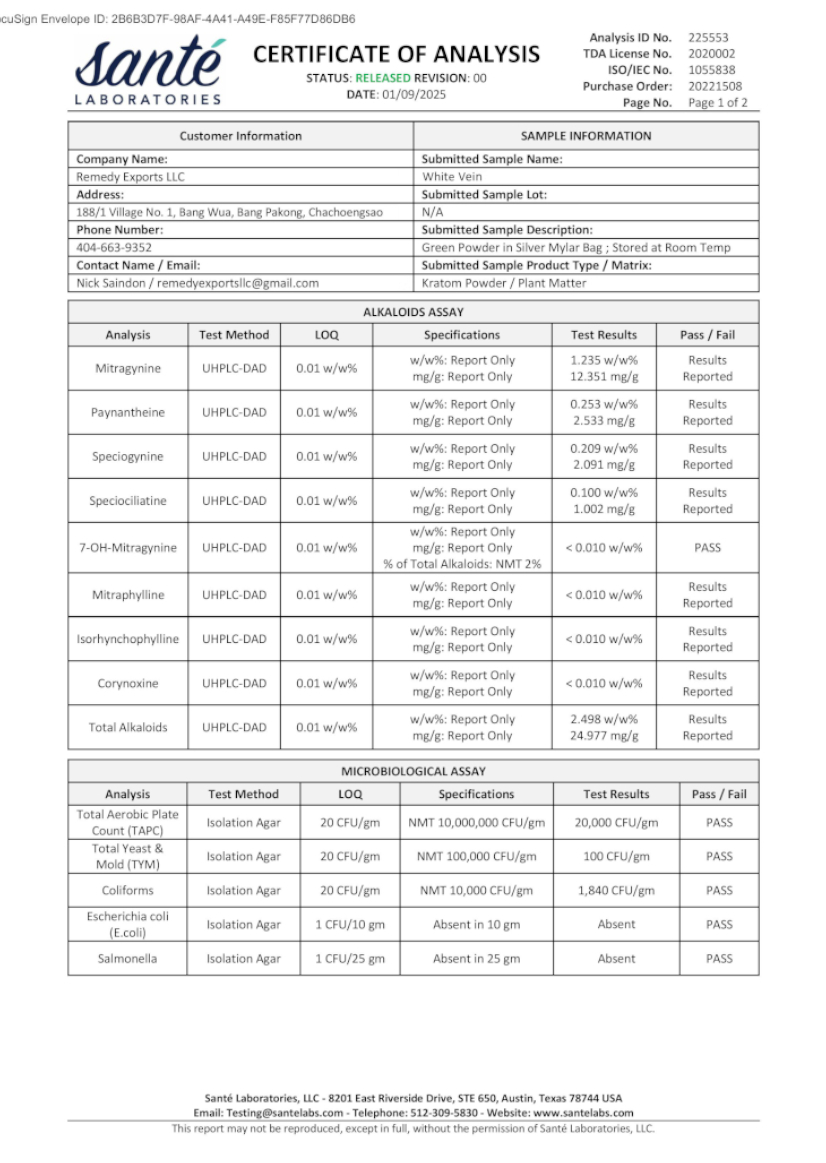 cuSign Envelope ID: 2B6B3D7F-98AF-4A41-A49E-F85F77D86DB6
santé
LABORATORIES
CERTIFICATE OF ANALYSIS
STATUS: RELEASED REVISION: 00
DATE: 01/09/2025
Analysis ID No. 225553
TDA License No. 2020002
ISO/IEC No. 1055838
Purchase Order: 20221508
Page No. Page 1 of 2
Customer Information SAMPLE INFORMATION
Company Name: Submitted Sample Name:
Remedy Exports LLC White Vein
Address: Submitted Sample Lot:
188/1 Village No. 1, Bang Wua, Bang Pakong, Chachoengsao N/A
Phone Number: Submitted Sample Description:
404-663-9352 Green Powder in Silver Mylar Bag ; Stored at Room Temp
Contact Name / Email: Submitted Sample Product Type / Matrix:
Nick Saindon / remedyexportsllc@gmail.com Kratom Powder / Plant Matter
ALKALOIDS ASSAY
Analysis Test Method LOQ Specifications Test Results Pass / Fail
Mitragynine UHPLC-DAD 0.01 w/w% w/w%: Report Only 1.235 w/w% Results
mg/g: Report Only 12.351 mg/g Reported
Paynantheine UHPLC-DAD 0.01 w/w% w/w%: Report Only 0.253 w/w% Results
mg/g: Report Only 2.533 mg/g Reported
Speciogynine UHPLC-DAD 0.01 w/w% w/w%: Report Only 0.209 w/w% Results
mg/g: Report Only 2.091 mg/g Reported
Speciociliatine UHPLC-DAD 0.01 w/w% w/w%: Report Only 0.100 w/w% Results
mg/g: Report Only 1.002 mg/g Reported
w/w%: Report Only
7-OH-Mitragynine UHPLC-DAD 0.01 w/w% mg/g: Report Only < 0.010 w/w% PASS
% of Total Alkaloids: NMT 2%
Mitraphylline UHPLC-DAD 0.01 w/w% w/w%: Report Only < 0.010 w/w% Results
mg/g: Report Only Reported
Isorhynchophylline UHPLC-DAD 0.01 w/w% w/w%: Report Only < 0.010 w/w% Results
mg/g: Report Only Reported
Corynoxine UHPLC-DAD 0.01 w/w% w/w%: Report Only < 0.010 w/w% Results
mg/g: Report Only Reported
Total Alkaloids UHPLC-DAD 0.01 w/w% w/w%: Report Only 2.498 w/w% Results
mg/g: Report Only 24.977 mg/g Reported
MICROBIOLOGICAL ASSAY
Analysis Test Method LOQ Specifications Test Results Pass / Fail
Total Aerobic Plate
Count (TAPC) Isolation Agar 20 CFU/gm NMT 10,000,000 CFU/gm 20,000 CFU/gm PASS
Total Yeast &
Mold (TYM) Isolation Agar 20 CFU/gm NMT 100,000 CFU/gm 100 CFU/gm PASS
Coliforms Isolation Agar 20 CFU/gm NMT 10,000 CFU/gm 1,840 CFU/gm PASS
Escherichia coli
(E.coli) Isolation Agar 1 CFU/10 gm Absent in 10 gm Absent PASS
Salmonella Isolation Agar 1 CFU/25 gm Absent in 25 gm Absent PASS
Santé Laboratories, LLC - 8201 East Riverside Drive, STE 650, Austin, Texas 78744 USA
Email: Testing@santelabs.com - Telephone: 512-309-5830 - Website: www.santelabs.com
This report may not be reproduced, except in full, without the permission of Santé Laboratories, LLC.